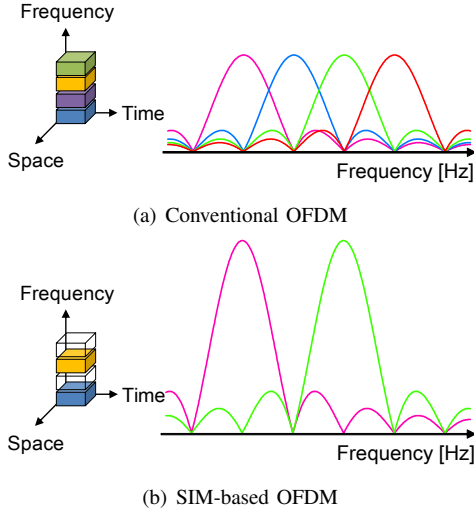 Frequency
Time
Space
Frequency [Hz]
(a) Conventional OFDM
Frequency
Time
Space
Frequency [Hz]
(b) SIM-based OFDM